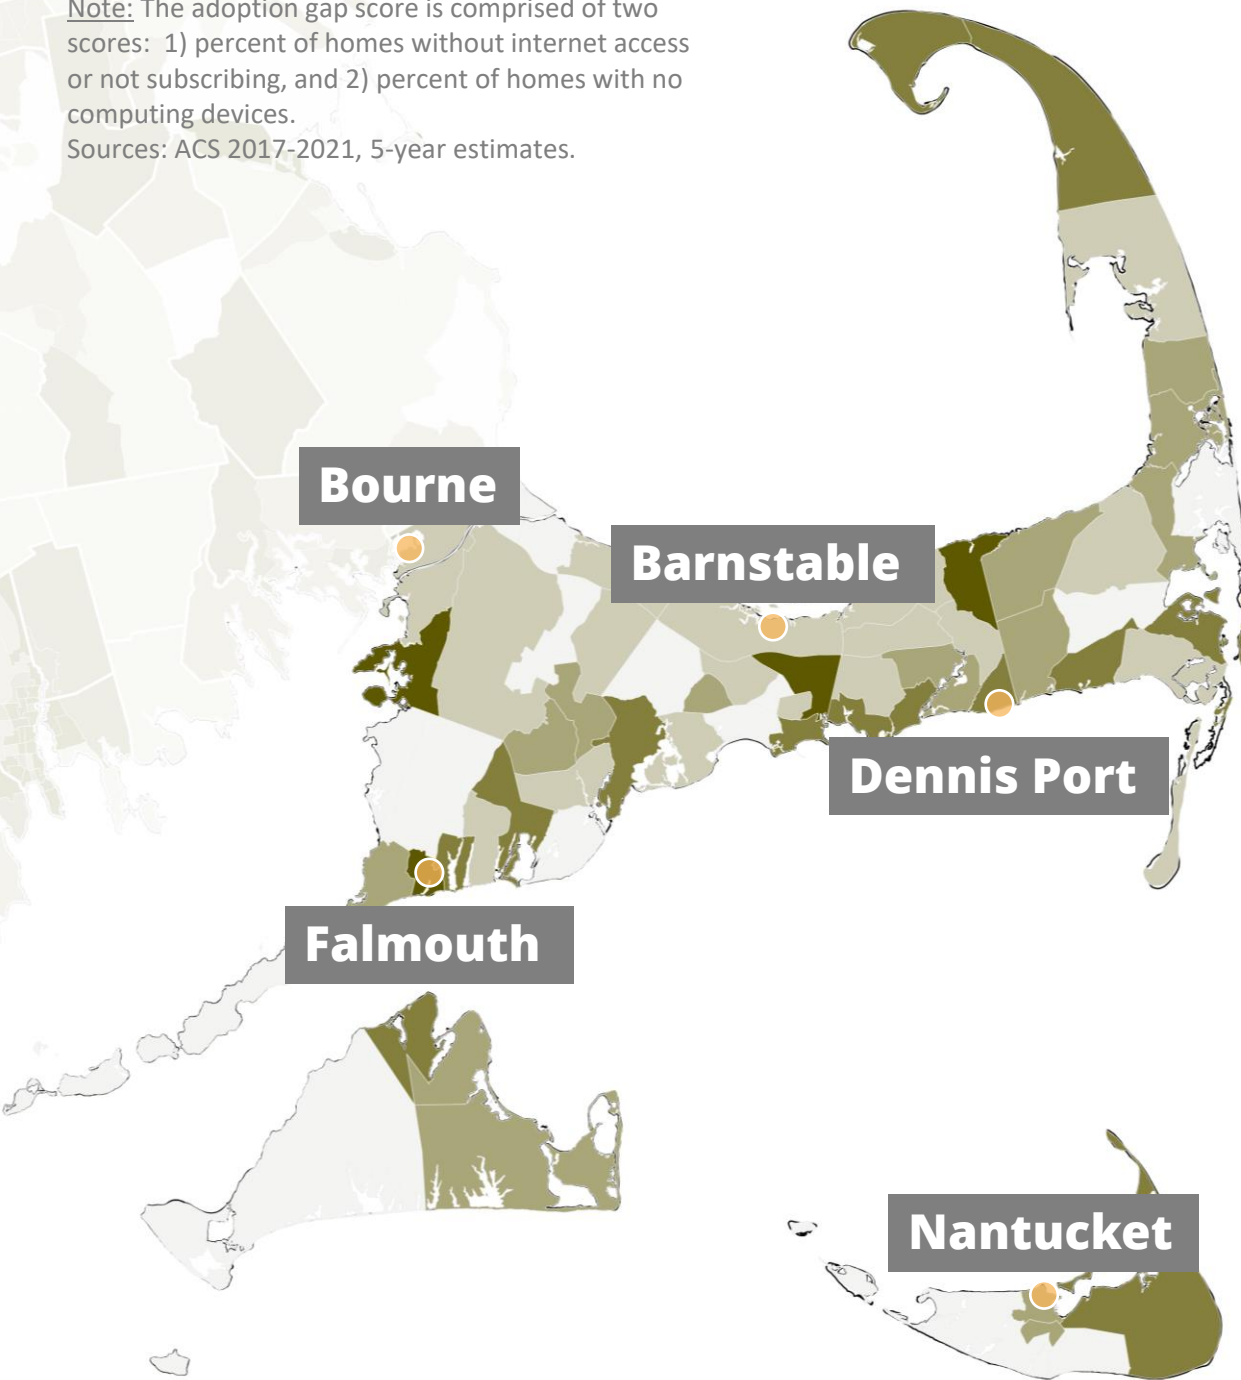 Note: The adoption gap score is comprised of two
scores:  1) percent of homes without internet access
or not subscribing, and 2) percent of homes with no
computing devices.
Sources: ACS 2017-2021, 5-year estimates.
Bourne
Barnstable
Dennis Port
Falmouth
Nantucket